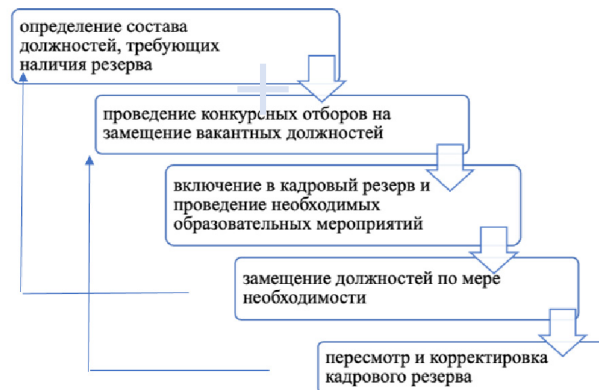 определение состава
должностей, требующих
наличия резерва
проведение конкурсных отборов на
замещение вакантных должностей
включение в кадровый резерв и
проведение необходимых
образовательных мероприятий
замещение должностей по мере
необходимости
пересмотр и корректировка
кадрового резерва